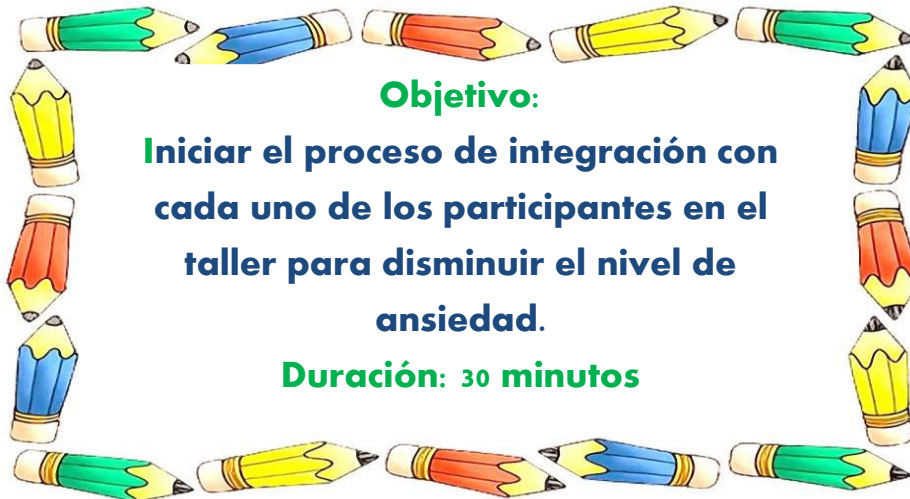 Objetivo:
Iniciar el proceso de integración con
cada uno de los participantes en el
taller para disminuir el nivel de
ansiedad.
Duración: 30 minutos